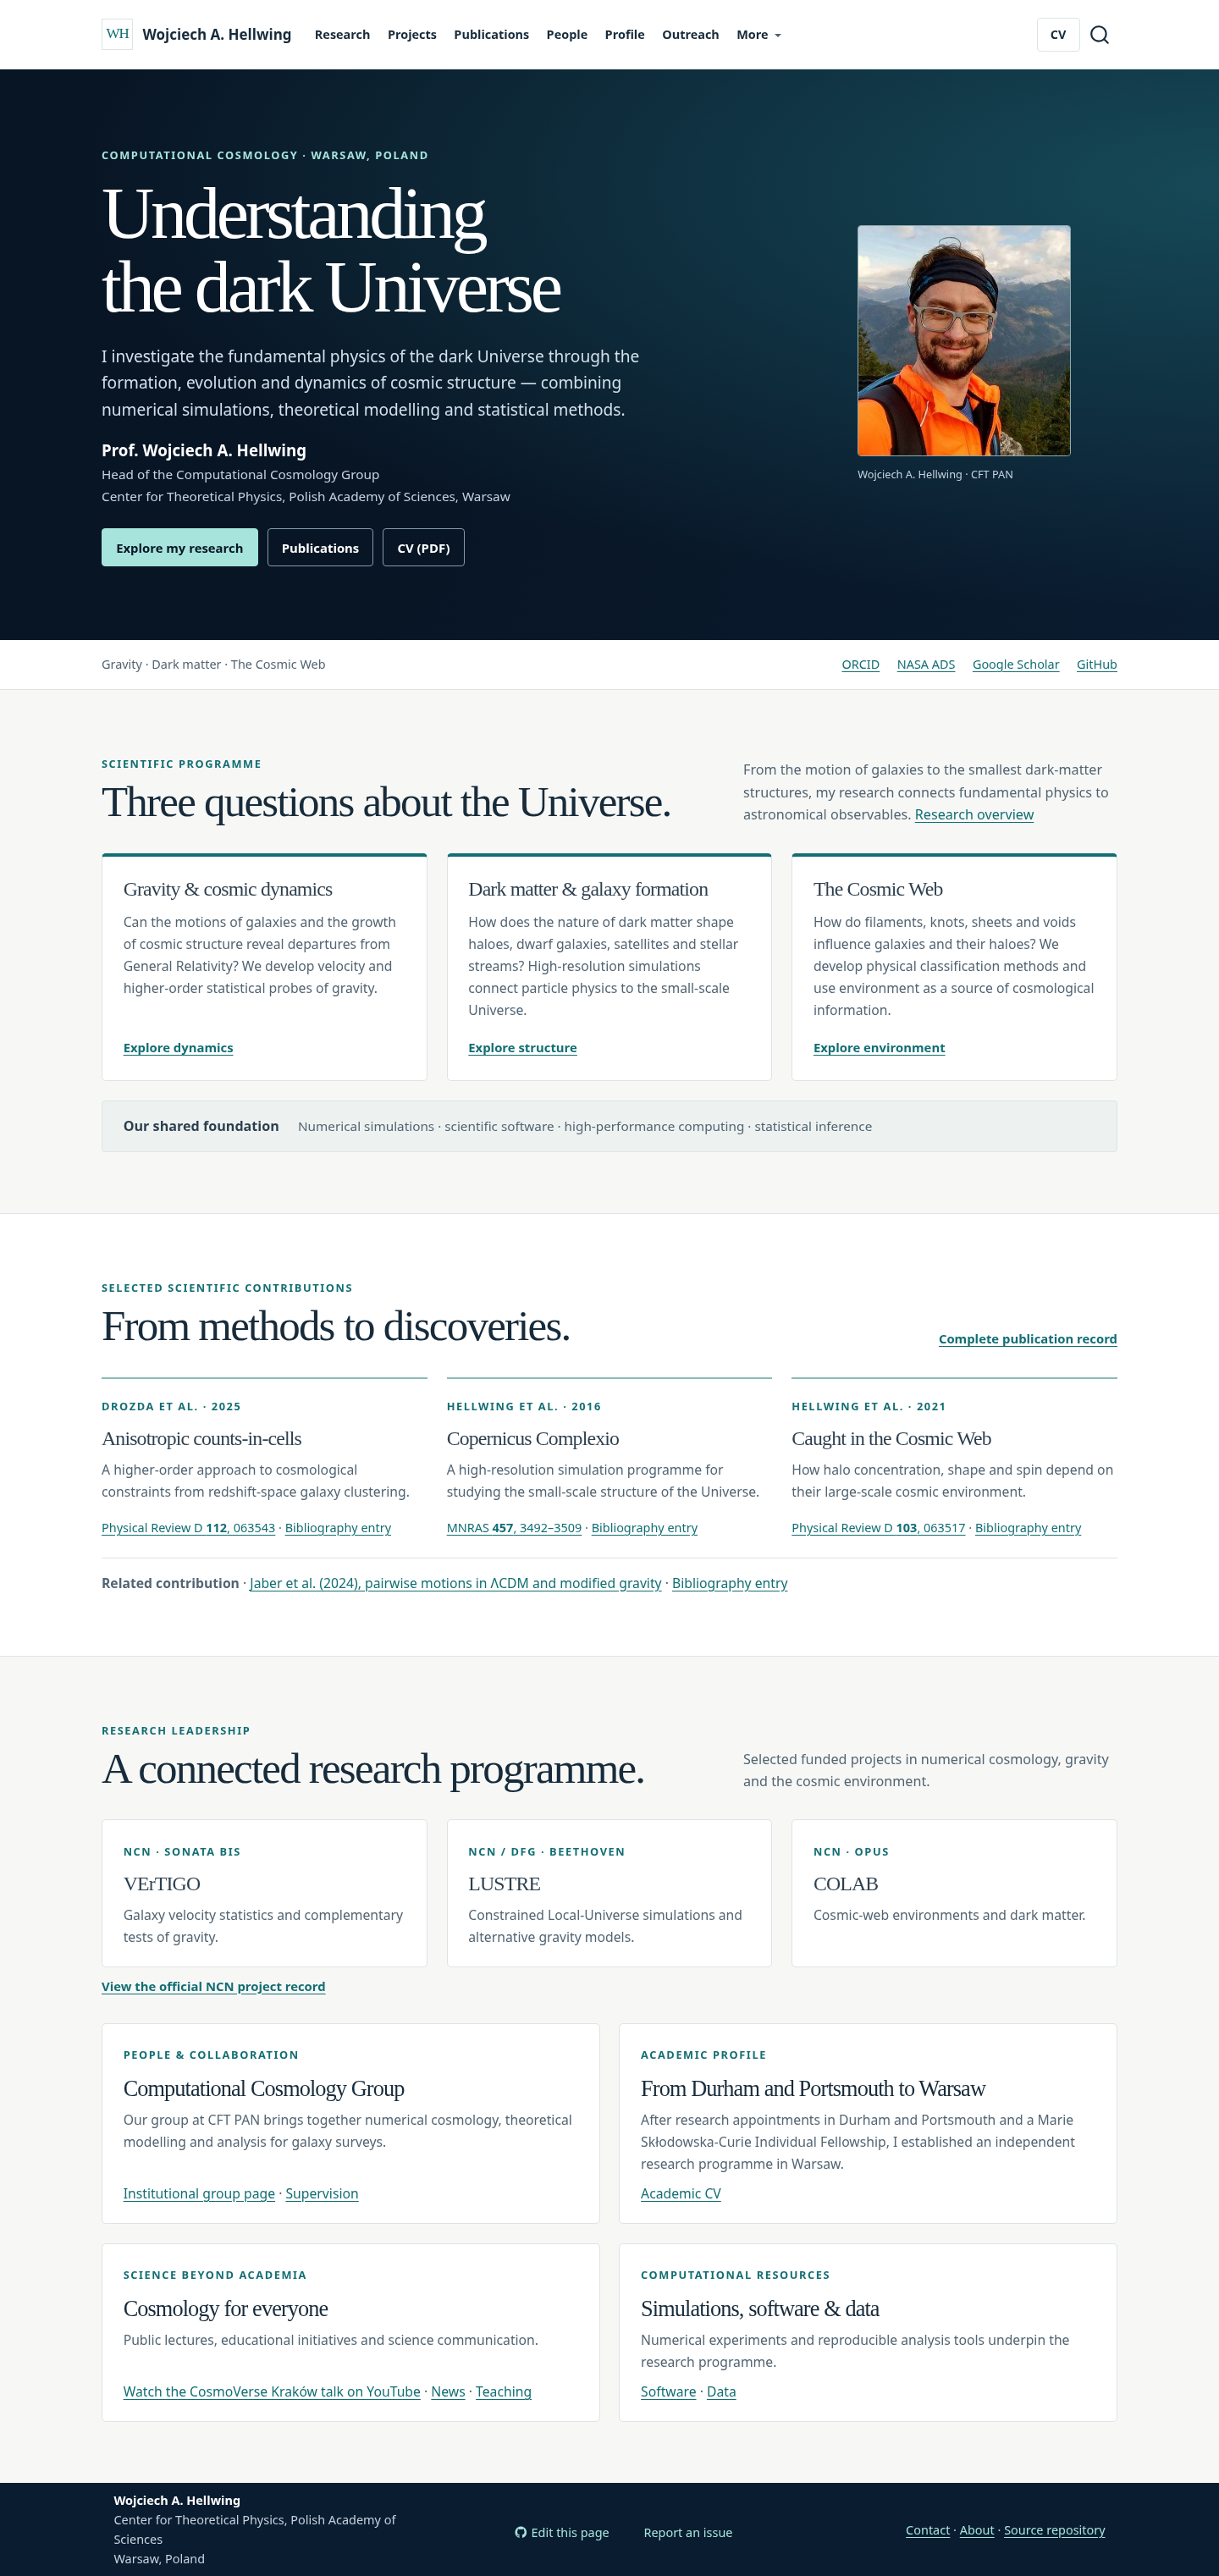 WH Wojciech A. Hellwing Research Projects Publications People Profile Outreach More CV
COMPUTATIONAL COSMOLOGY · WARSAW, POLAND
Understanding
the dark Universe
I investigate the fundamental physics of the dark Universe through the
formation, evolution and dynamics of cosmic structure — combining
numerical simulations, theoretical modelling and statistical methods.
Prof. Wojciech A. Hellwing
Head of the Computational Cosmology Group
Center for Theoretical Physics, Polish Academy of Sciences, Warsaw
Explore my research Publications CV (PDF)
Wojciech A. Hellwing · CFT PAN
Gravity · Dark matter · The Cosmic Web
ORCID NASA ADS Google Scholar GitHub
SCIENTIFIC PROGRAMME
Three questions about the Universe.
From the motion of galaxies to the smallest dark-matter
structures, my research connects fundamental physics to
astronomical observables. Research overview
Gravity & cosmic dynamics
Can the motions of galaxies and the growth
of cosmic structure reveal departures from
General Relativity? We develop velocity and
higher-order statistical probes of gravity.
Explore dynamics
Dark matter & galaxy formation
How does the nature of dark matter shape
haloes, dwarf galaxies, satellites and stellar
streams? High-resolution simulations
connect particle physics to the small-scale
Universe.
Explore structure
The Cosmic Web
How do filaments, knots, sheets and voids
influence galaxies and their haloes? We
develop physical classification methods and
use environment as a source of cosmological
information.
Explore environment
Our shared foundation Numerical simulations · scientific software · high-performance computing · statistical inference
SELECTED SCIENTIFIC CONTRIBUTIONS
From methods to discoveries.
Complete publication record
DROZDA ET AL. · 2025
Anisotropic counts-in-cells
A higher-order approach to cosmological
constraints from redshift-space galaxy clustering.
Physical Review D 112, 063543 · Bibliography entry
HELLWING ET AL. · 2016
Copernicus Complexio
A high-resolution simulation programme for
studying the small-scale structure of the Universe.
MNRAS 457, 3492–3509 · Bibliography entry
HELLWING ET AL. · 2021
Caught in the Cosmic Web
How halo concentration, shape and spin depend on
their large-scale cosmic environment.
Physical Review D 103, 063517 · Bibliography entry
Related contribution · Jaber et al. (2024), pairwise motions in ΛCDM and modified gravity · Bibliography entry
RESEARCH LEADERSHIP
A connected research programme.
Selected funded projects in numerical cosmology, gravity
and the cosmic environment.
NCN · SONATA BIS
VErTIGO
Galaxy velocity statistics and complementary
tests of gravity.
NCN / DFG · BEETHOVEN
LUSTRE
Constrained Local-Universe simulations and
alternative gravity models.
NCN · OPUS
COLAB
Cosmic-web environments and dark matter.
View the official NCN project record
PEOPLE & COLLABORATION
Computational Cosmology Group
Our group at CFT PAN brings together numerical cosmology, theoretical
modelling and analysis for galaxy surveys.
Institutional group page · Supervision
ACADEMIC PROFILE
From Durham and Portsmouth to Warsaw
After research appointments in Durham and Portsmouth and a Marie
Skłodowska-Curie Individual Fellowship, I established an independent
research programme in Warsaw.
Academic CV
SCIENCE BEYOND ACADEMIA
Cosmology for everyone
Public lectures, educational initiatives and science communication.
Watch the CosmoVerse Kraków talk on YouTube · News · Teaching
COMPUTATIONAL RESOURCES
Simulations, software & data
Numerical experiments and reproducible analysis tools underpin the
research programme.
Software · Data
Wojciech A. Hellwing
Center for Theoretical Physics, Polish Academy of
Sciences
Warsaw, Poland
Edit this page Report an issue
Contact · About · Source repository